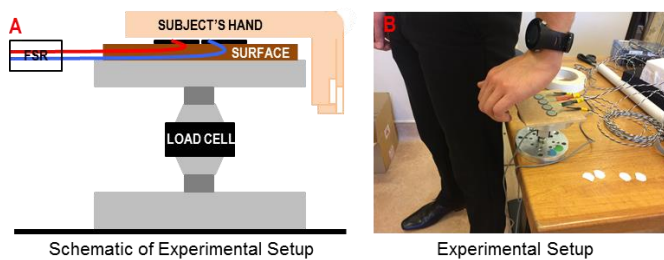 A
SUBJECT'S HAND
FSR
SURFACE
LOAD CELL
Schematic of Experimental Setup
B
Experimental Setup